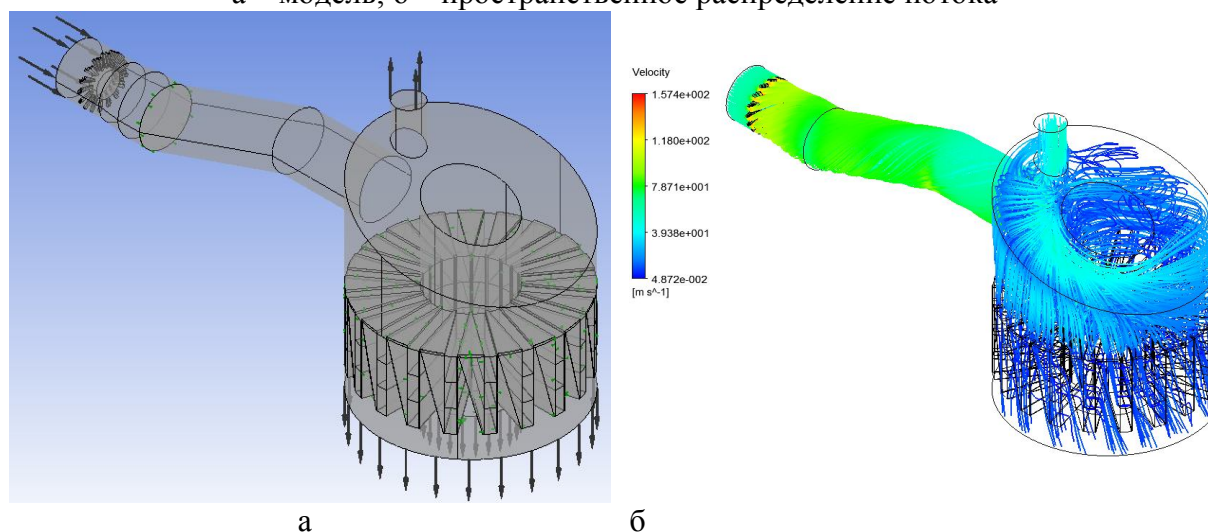 а – модель; б – пространственное распределение потока
Velocity
1.574e+002
1.180e+002
7.871e+001
3.938e+001
4.872e-002
[m s^-1]
а б